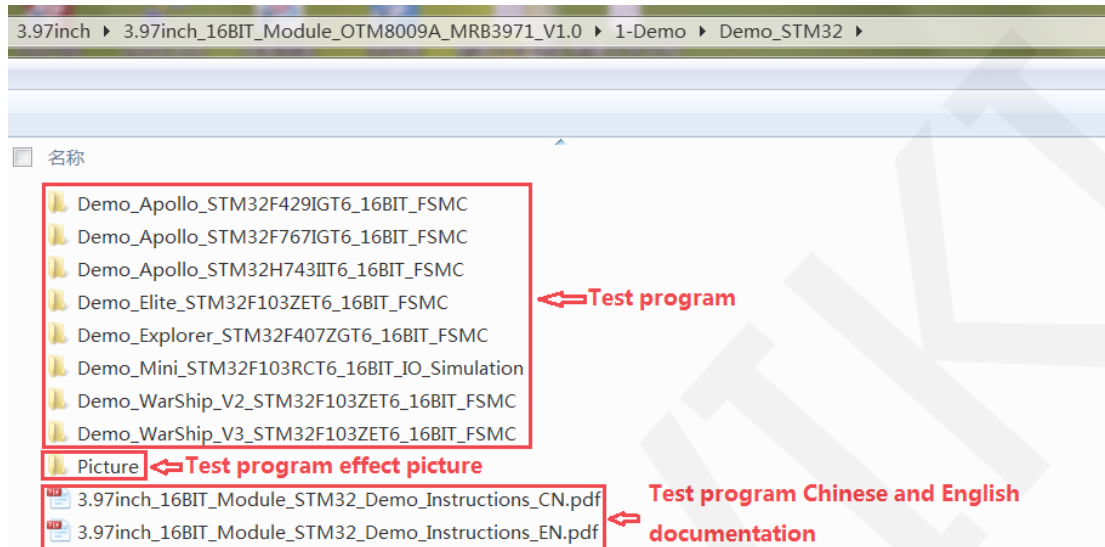 3.97inch ▸ 3.97inch_16BIT_Module_OTM8009A_MRB3971_V1.0 ▸ 1-Demo ▸ Demo_STM32 ▸
名称
Demo_Apollo_STM32F429IGT6_16BIT_FSMC
Demo_Apollo_STM32F767IGT6_16BIT_FSMC
Demo_Apollo_STM32H743IIT6_16BIT_FSMC
Demo_Elite_STM32F103ZET6_16BIT_FSMC
Test program
Demo_Explorer_STM32F407ZGT6_16BIT_FSMC
Demo_Mini_STM32F103RCT6_16BIT_IO_Simulation
Demo_WarShip_V2_STM32F103ZET6_16BIT_FSMC
Demo_WarShip_V3_STM32F103ZET6_16BIT_FSMC
Picture
Test program effect picture
3.97inch_16BIT_Module_STM32_Demo_Instructions_CN.pdf
3.97inch_16BIT_Module_STM32_Demo_Instructions_EN.pdf
Test program Chinese and English
documentation